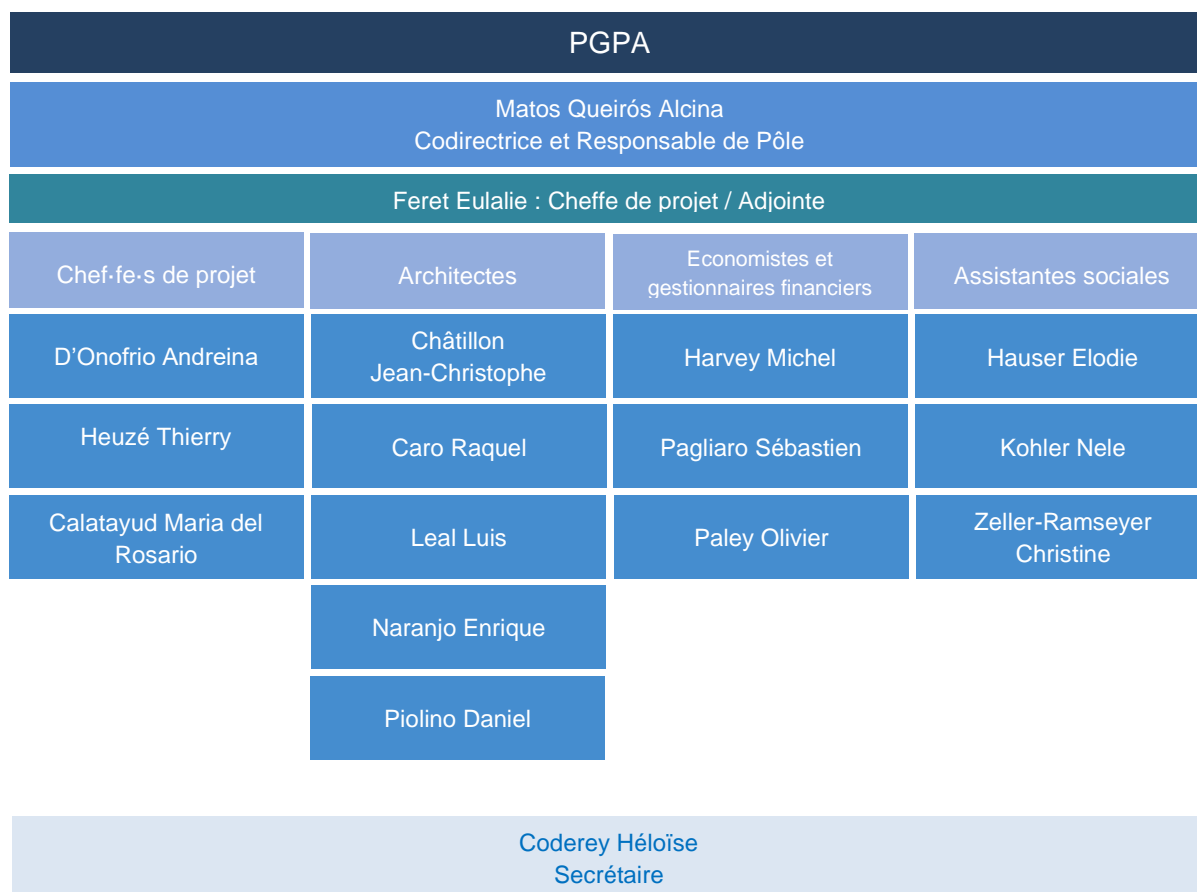 PGPA
Matos Queirós Alcina
Codirectrice et Responsable de Pôle
Feret Eulalie : Cheffe de projet / Adjointe
Chef·fe·s de projet
Architectes
Economistes et
gestionnaires financiers
Assistantes sociales
D’Onofrio Andreina
Châtillon
Jean-Christophe
Harvey Michel
Hauser Elodie
Heuzé Thierry
Caro Raquel
Pagliaro Sébastien
Kohler Nele
Calatayud Maria del
Rosario
Leal Luis
Paley Olivier
Zeller-Ramseyer
Christine
Naranjo Enrique
Piolino Daniel
Coderey Héloïse
Secrétaire